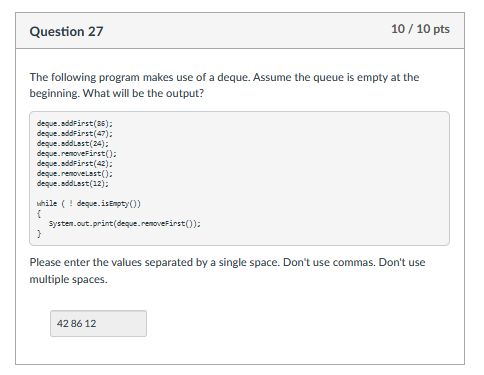 Question 27
10 / 10 pts
The following program makes use of a deque. Assume the queue is empty at the
beginning. What will be the output?
deque.addFirst(86);
deque.addFirst(47);
deque.addLast(24);
deque.removeFirst();
deque.addFirst(42);
deque.removeLast();
deque.addLast(12);
while ( ! deque.isEmpty())
{
System.out.print(deque.removeFirst());
}
Please enter the values separated by a single space. Don't use commas. Don't use
multiple spaces.
42 86 12